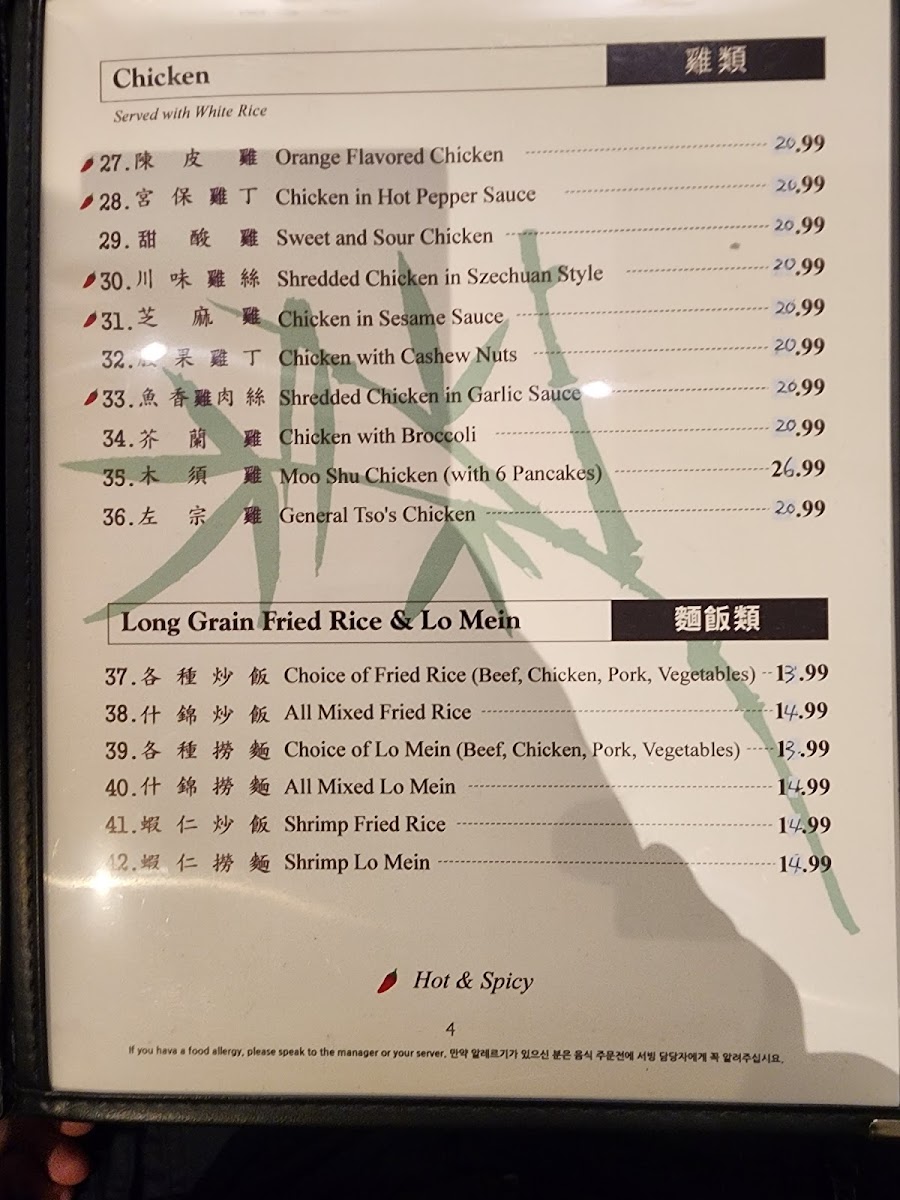 Chicken 雞類
Served with White Rice
27. 陳皮雞 Orange Flavored Chicken 20.99
28. 宮保雞丁 Chicken in Hot Pepper Sauce 20.99
29. 甜酸雞 Sweet and Sour Chicken 20.99
30. 川味雞絲 Shredded Chicken in Szechuan Style 20.99
31. 芝麻雞 Chicken in Sesame Sauce 20.99
32. 果雞丁 Chicken with Cashew Nuts 20.99
33. 魚香雞肉絲 Shredded Chicken in Garlic Sauce 20.99
34. 芥蘭雞 Chicken with Broccoli 20.99
35. 木須雞 Moo Shu Chicken (with 6 Pancakes) 26.99
36. 左宗雞 General Tso's Chicken 20.99
Long Grain Fried Rice & Lo Mein 麵飯類
37. 各種炒飯 Choice of Fried Rice (Beef, Chicken, Pork, Vegetables) 13.99
38. 什錦炒飯 All Mixed Fried Rice 14.99
39. 各種撈麵 Choice of Lo Mein (Beef, Chicken, Pork, Vegetables) 13.99
40. 什錦撈麵 All Mixed Lo Mein 14.99
41. 蝦仁炒飯 Shrimp Fried Rice 14.99
42. 蝦仁撈麵 Shrimp Lo Mein 14.99
Hot & Spicy
4
If you hava a food allergy, please speak to the manager or your server. 만약 알레르기가 있으신 분은 음식 주문전에 서빙 담당자에게 꼭 알려주십시요.